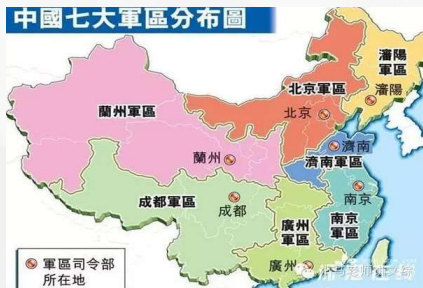 中國七大軍區分布圖
瀋陽
軍區
瀋陽
北京軍區
北京
蘭州軍區
濟南
蘭州
濟南軍區
成都軍區
成都
南京
南京
軍區
廣州
軍區
廣州
軍區司令部
所在地